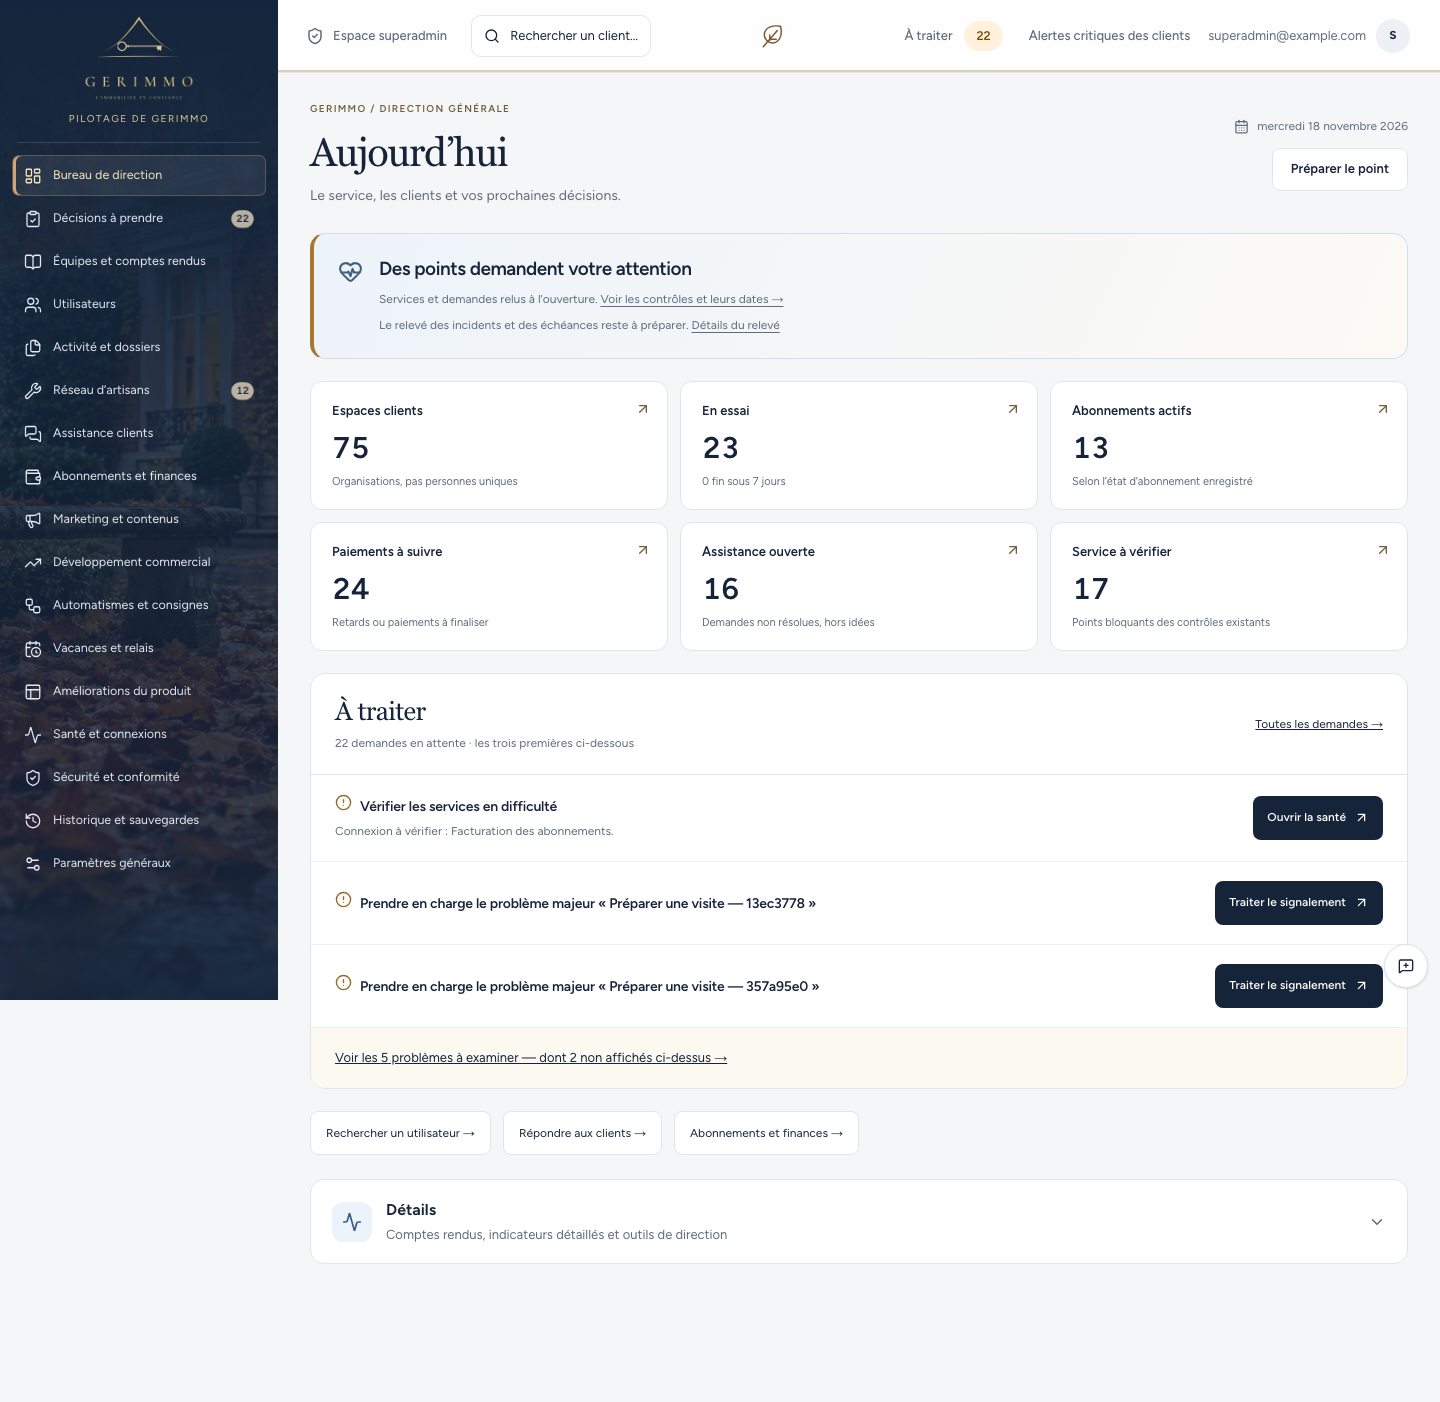 GERIMMO
L'IMMOBILIER EN CONFIANCE
PILOTAGE DE GERIMMO
Bureau de direction
Décisions à prendre 22
Équipes et comptes rendus
Utilisateurs
Activité et dossiers
Réseau d’artisans 12
Assistance clients
Abonnements et finances
Marketing et contenus
Développement commercial
Automatismes et consignes
Vacances et relais
Améliorations du produit
Santé et connexions
Sécurité et conformité
Historique et sauvegardes
Paramètres généraux
Espace superadmin Rechercher un client... À traiter 22 Alertes critiques des clients superadmin@example.com S
GERIMMO / DIRECTION GÉNÉRALE
Aujourd’hui
Le service, les clients et vos prochaines décisions.
mercredi 18 novembre 2026
Préparer le point
Des points demandent votre attention
Services et demandes relus à l’ouverture. Voir les contrôles et leurs dates →
Le relevé des incidents et des échéances reste à préparer. Détails du relevé
Espaces clients
75
Organisations, pas personnes uniques
En essai
23
0 fin sous 7 jours
Abonnements actifs
13
Selon l’état d’abonnement enregistré
Paiements à suivre
24
Retards ou paiements à finaliser
Assistance ouverte
16
Demandes non résolues, hors idées
Service à vérifier
17
Points bloquants des contrôles existants
À traiter
22 demandes en attente · les trois premières ci-dessous
Toutes les demandes →
Vérifier les services en difficulté
Connexion à vérifier : Facturation des abonnements.
Ouvrir la santé
Prendre en charge le problème majeur « Préparer une visite — 13ec3778 »
Traiter le signalement
Prendre en charge le problème majeur « Préparer une visite — 357a95e0 »
Traiter le signalement
Voir les 5 problèmes à examiner — dont 2 non affichés ci-dessus →
Rechercher un utilisateur → Répondre aux clients → Abonnements et finances →
Détails
Comptes rendus, indicateurs détaillés et outils de direction